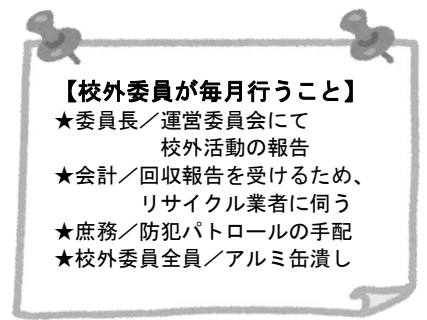 【校外委員が毎月行うこと】
★委員長／運営委員会にて
校外活動の報告
★会計／回収報告を受けるため、
リサイクル業者に伺う
★庶務／防犯パトロールの手配
★校外委員全員／アルミ缶潰し